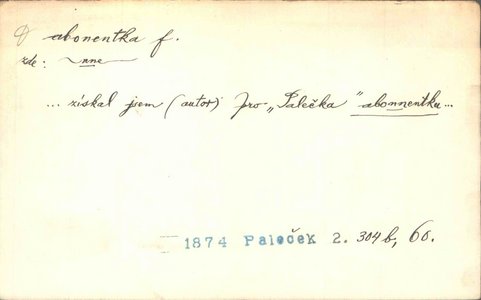 abonentka f.
zde: ~nne~
... získal jsem (autor) pro „Palečka" abonnentku...
1874 Paleček 2. 304b, 60.